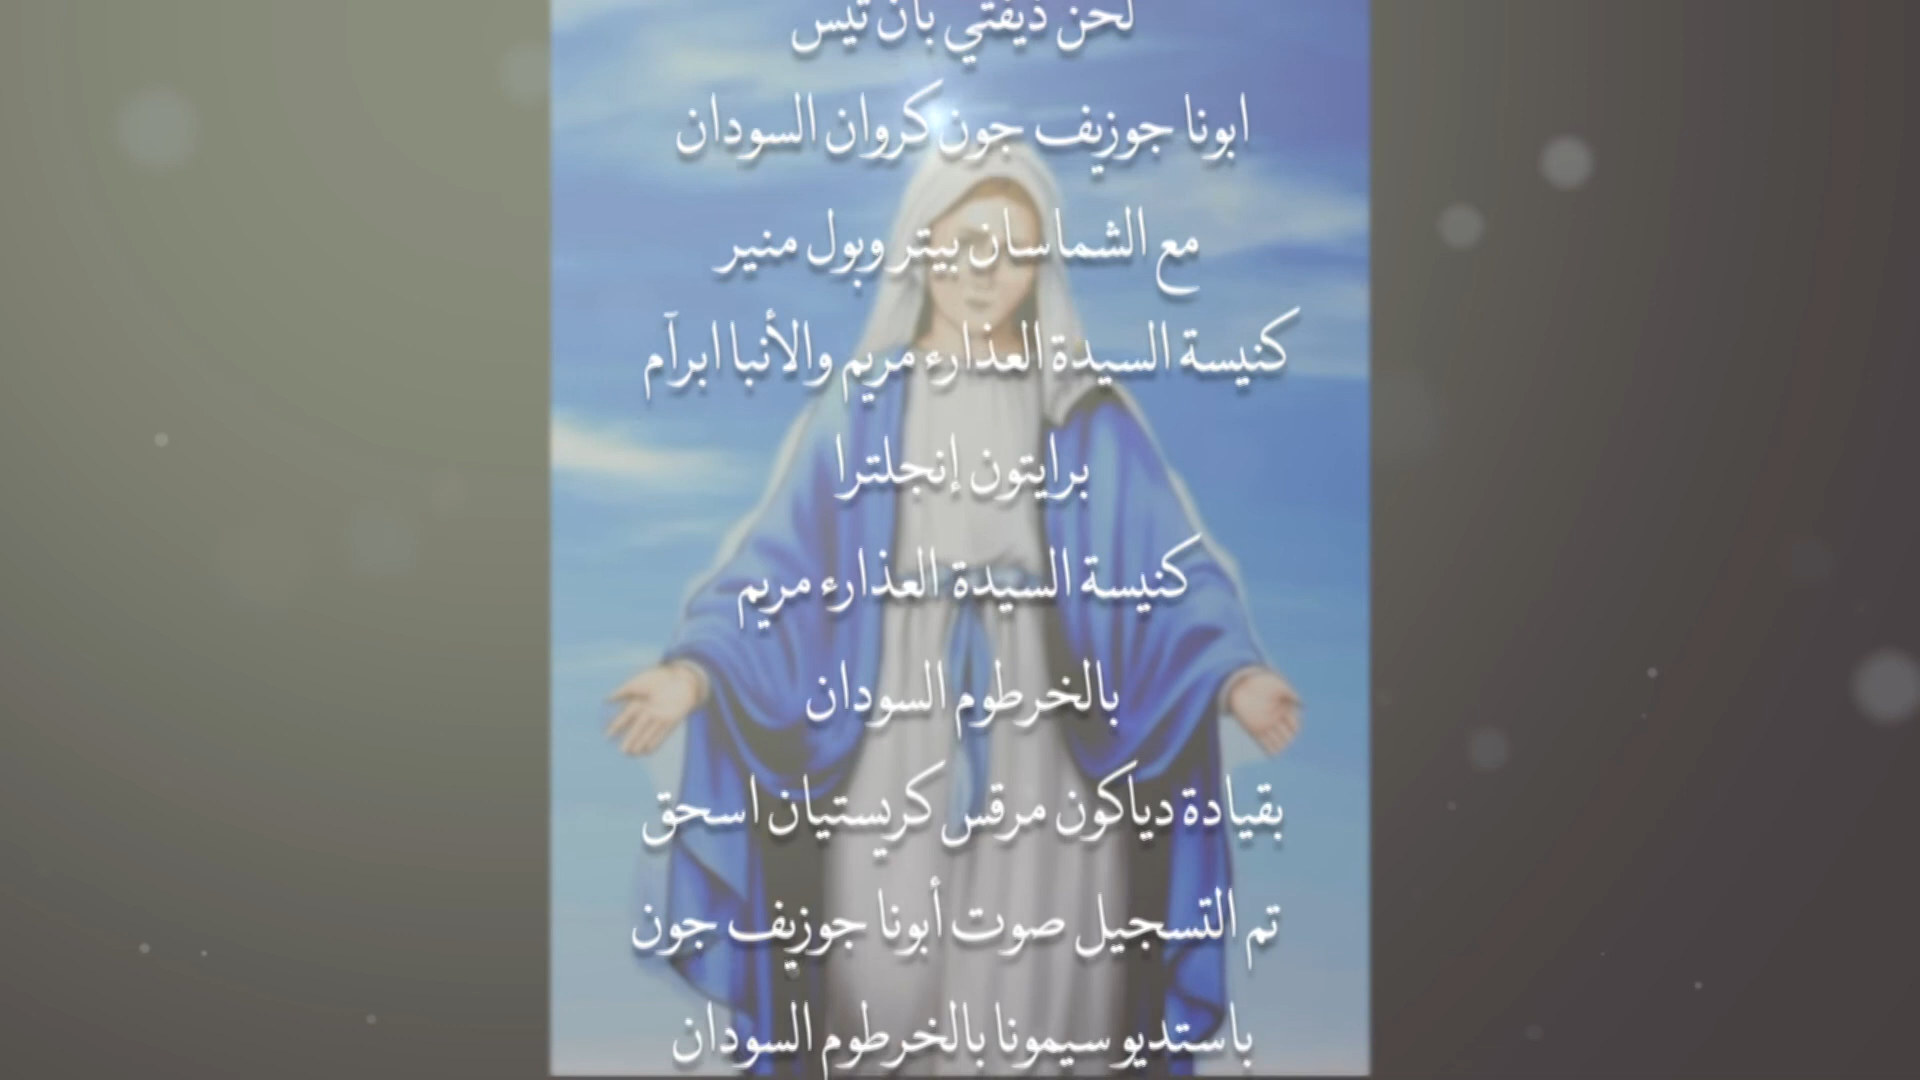 لحن ذيفتي بان تيس
ابونا جوزيف جون كروان السودان
مع الشماسان بيتر وبول منير
كنيسة السيدة العذارء مريم والأنبا ابرآم
برايتون إنجلترا
كنيسة السيدة العذارء مريم
بالخرطوم السودان
بقيادة دياكون مرقس كريستيان اسحق
تم التسجيل صوت أبونا جوزيف جون
باستديو سيمونا بالخرطوم السودان